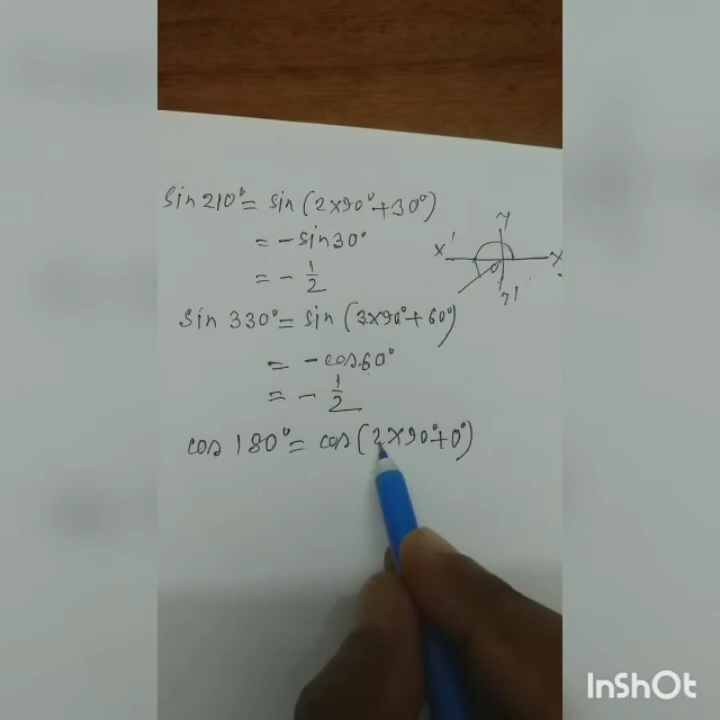 sin 210° = sin (2×90°+30°)
= - sin 30°
= - 1/2
y
x' x
o
y1
sin 330° = sin (3×90°+60°)
= - cos 60°
= - 1/2
cos 180° = cos (2×90°+0°)
InShOt